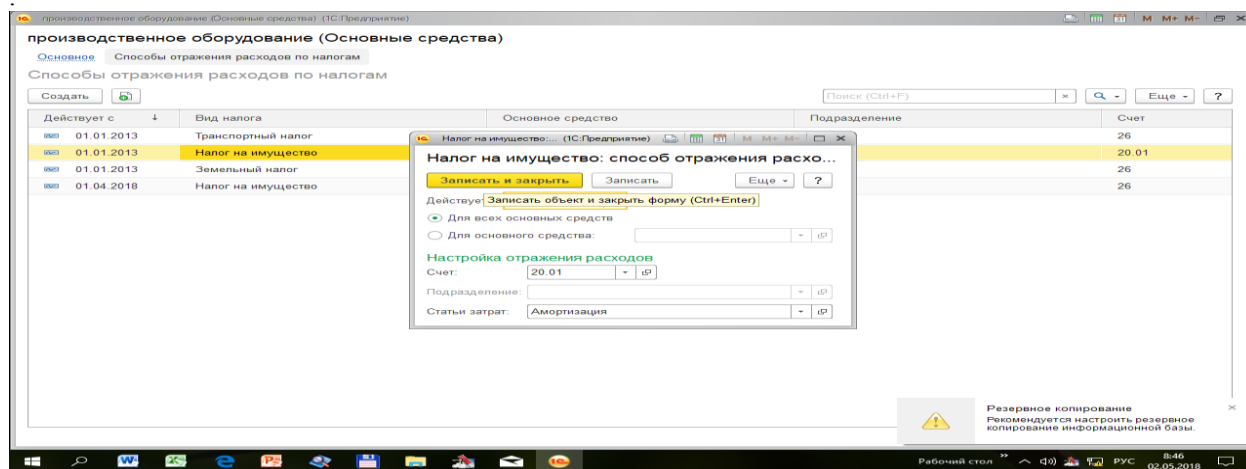 .
производственное оборудование (Основные средства) (1С:Предприятие) M M+ M-
производственное оборудование (Основные средства)
Основное Способы отражения расходов по налогам
Способы отражения расходов по налогам
Создать Поиск (Ctrl+F) × Еще ?
Действует с ↓ Вид налога Основное средство Подразделение Счет
01.01.2013 Транспортный налог 26
01.01.2013 Налог на имущество 20.01
01.01.2013 Земельный налог 26
01.04.2018 Налог на имущество 26
Налог на имущество:... (1С:Предприятие) M M+ M-
Налог на имущество: способ отражения расхо...
Записать и закрыть Записать Еще ?
Действуе Записать объект и закрыть форму (Ctrl+Enter)
Для всех основных средств
Для основного средства:
Настройка отражения расходов
Счет: 20.01
Подразделение:
Статьи затрат: Амортизация
Резервное копирование
Рекомендуется настроить резервное
копирование информационной базы.
Рабочий стол » РУС 8:46
02.05.2018